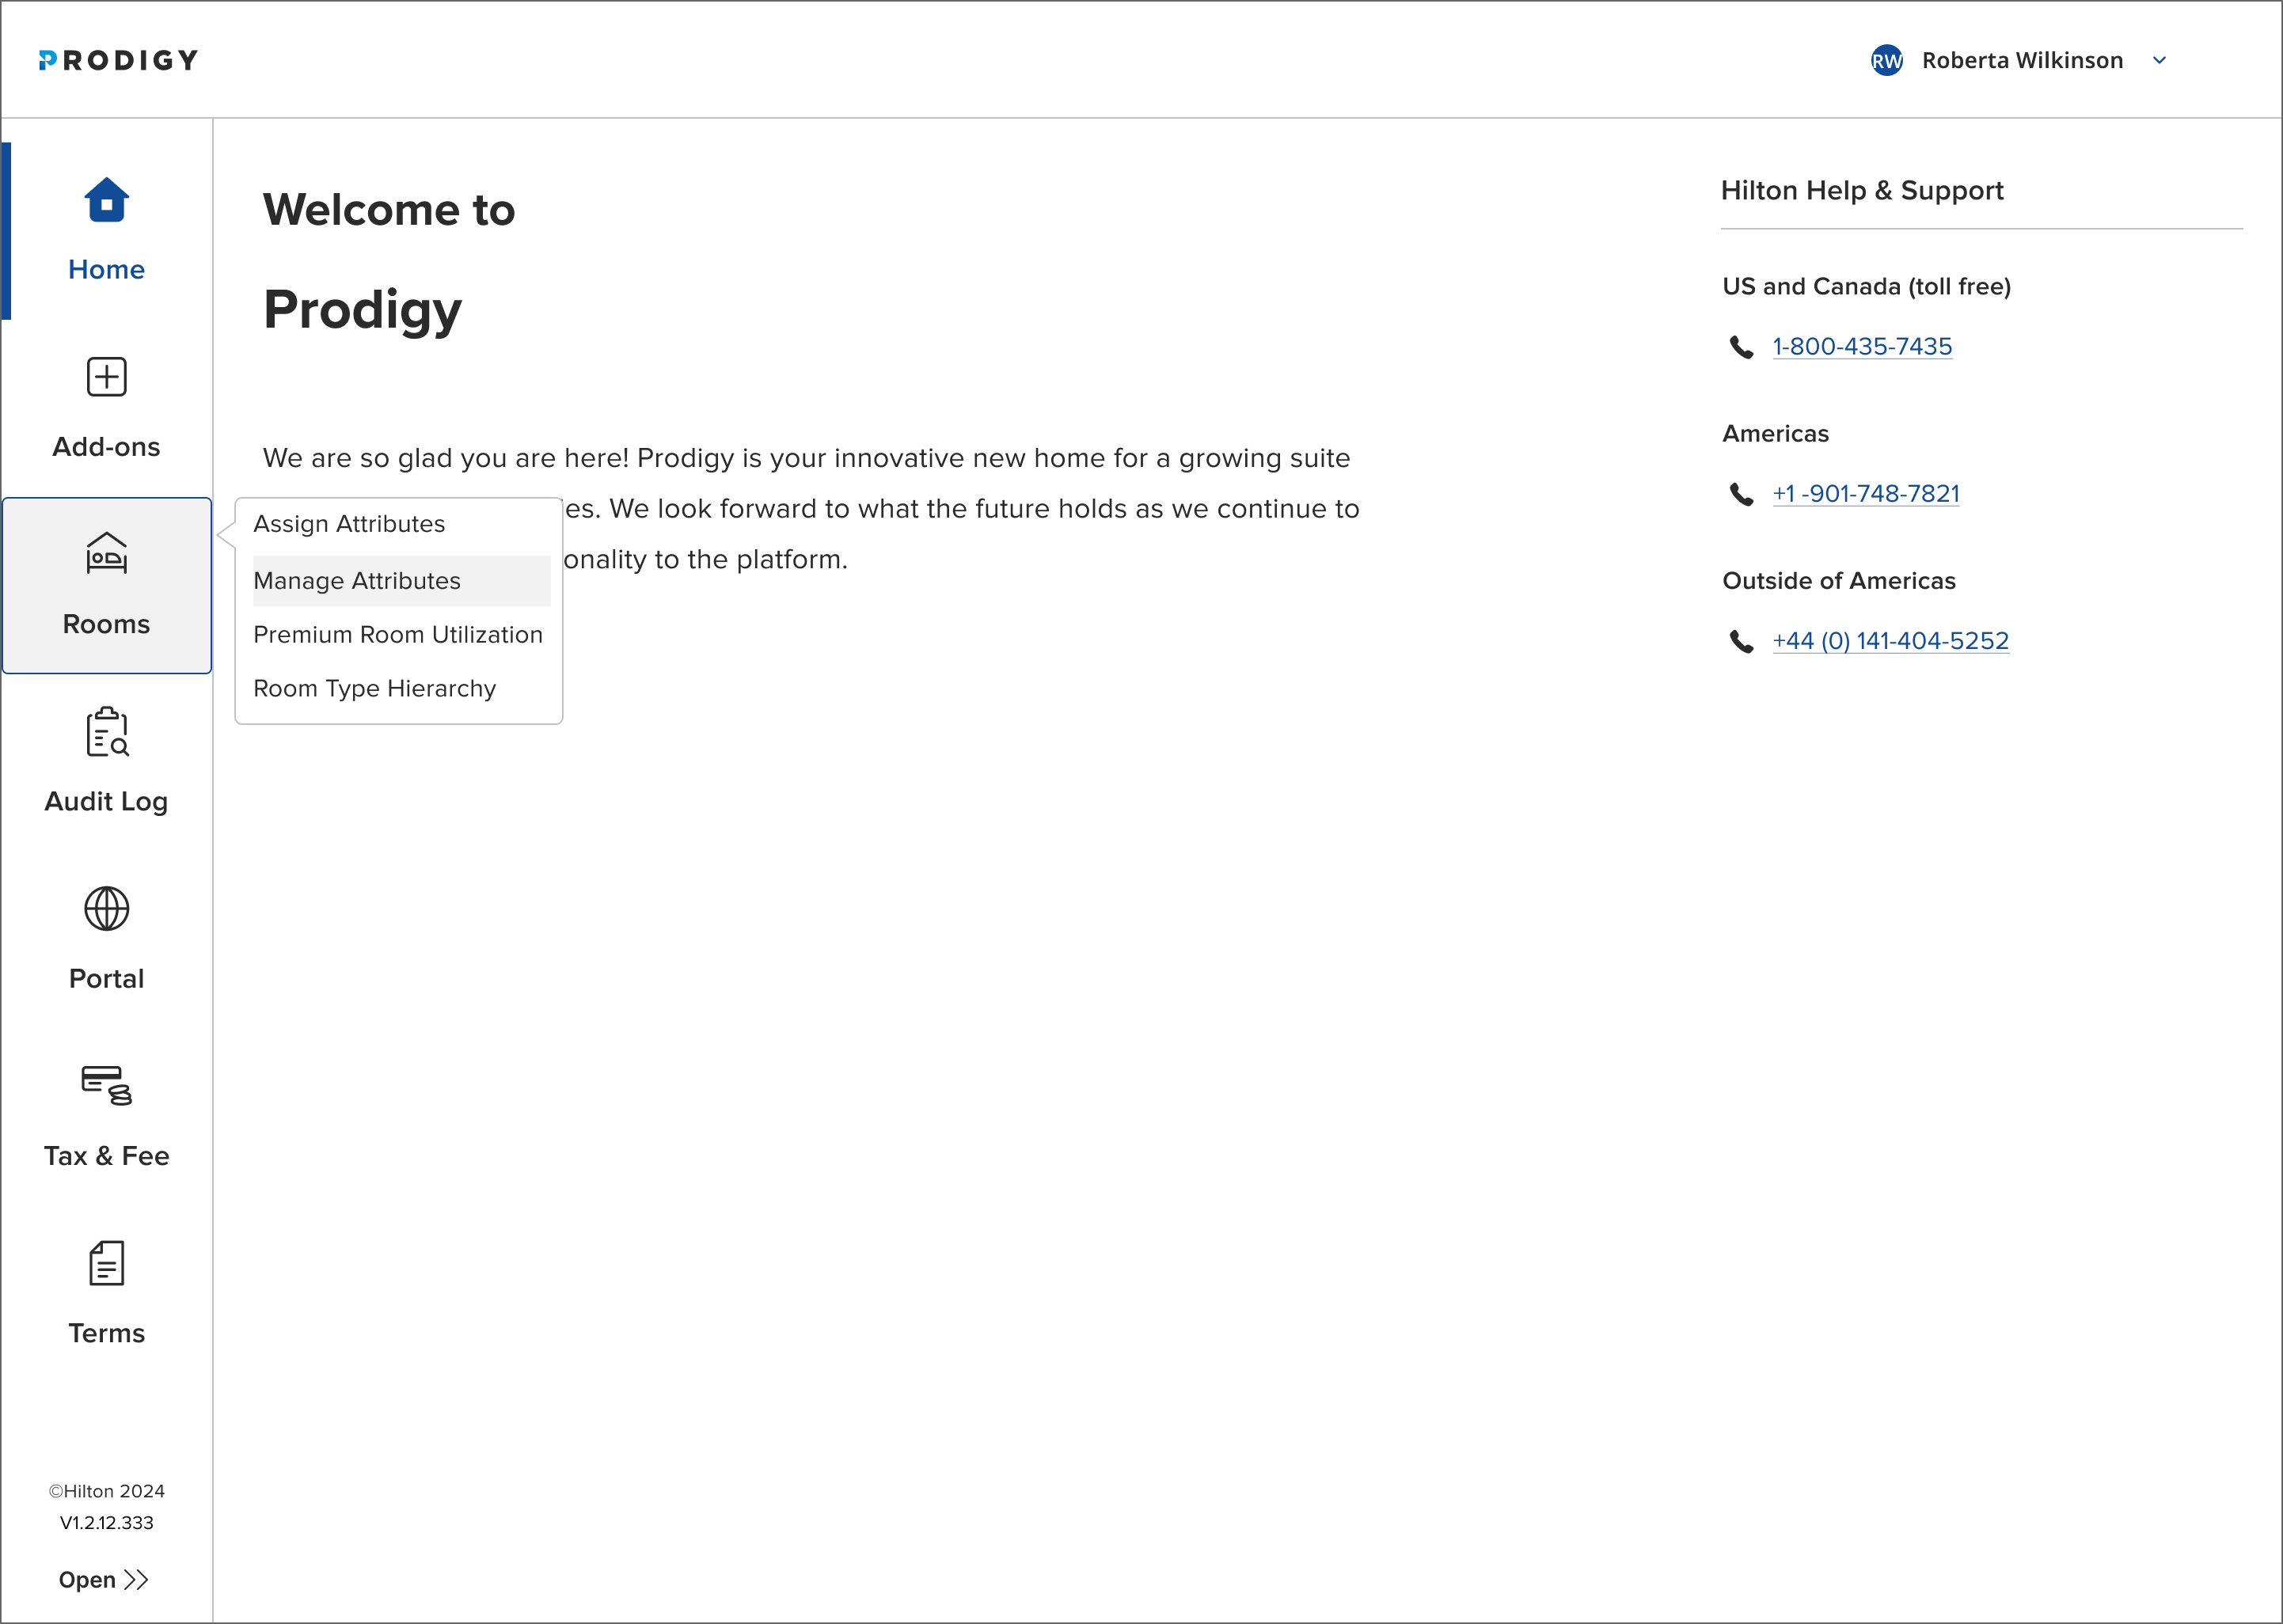 PRODIGY
RW Roberta Wilkinson
Home
Add-ons
Rooms
Audit Log
Portal
Tax & Fee
Terms
©Hilton 2024
V1.2.12.333
Open
Welcome to
Prodigy
We are so glad you are here! Prodigy is your innovative new home for a growing suite
es. We look forward to what the future holds as we continue to
onality to the platform.
Assign Attributes
Manage Attributes
Premium Room Utilization
Room Type Hierarchy
Hilton Help & Support
US and Canada (toll free)
1-800-435-7435
Americas
+1 -901-748-7821
Outside of Americas
+44 (0) 141-404-5252